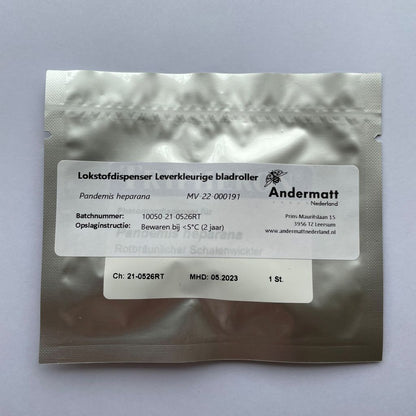 Lokstofdispenser Leverkleurige bladroller
Pandemis heparana MV-22-000191
Batchnummer: 10050-21-0526RT
Opslaginstructie: Bewaren bij <5°C (2 jaar)
Andermatt
Nederland
Prins-Mauritslaan 15
3956 TZ Leersum
www.andermattnederland.nl
Pandemis heparana
Rotbräunlicher Schalenwickler
Ch: 21-0526RT MHD: 05.2023 1 St.